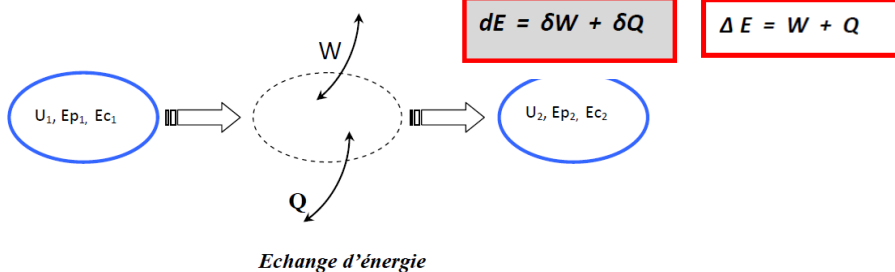 dE = δW + δQ
Δ E = W + Q
W
U₁, Ep₁, Ec₁
U₂, Ep₂, Ec₂
Q
Echange d’énergie